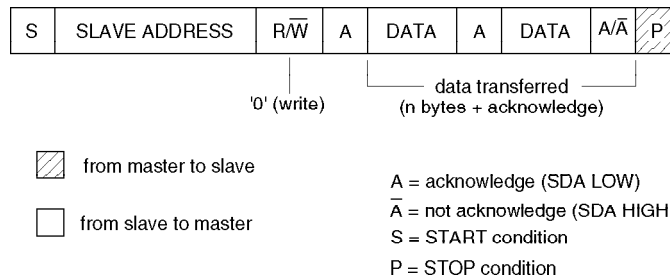 S SLAVE ADDRESS R/W̅ A DATA A DATA A/A̅ P
data transferred
'0' (write) (n bytes + acknowledge)
from master to slave
from slave to master
A = acknowledge (SDA LOW)
A̅ = not acknowledge (SDA HIGH
S = START condition
P = STOP condition